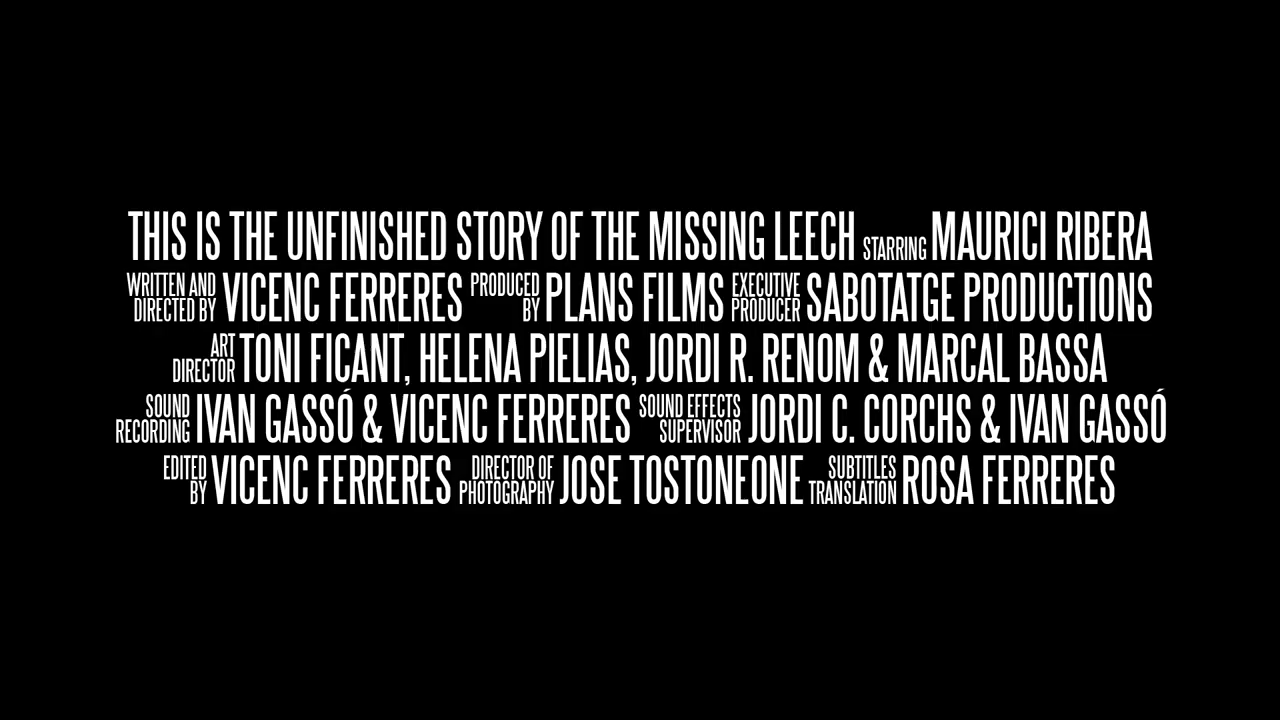 THIS IS THE UNFINISHED STORY OF THE MISSING LEECH STARRING MAURICI RIBERA
WRITTEN AND DIRECTED BY VICENC FERRERES PRODUCED BY PLANS FILMS EXECUTIVE PRODUCER SABOTATGE PRODUCTIONS
ART DIRECTOR TONI FICANT, HELENA PIELIAS, JORDI R. RENOM & MARCAL BASSA
SOUND RECORDING IVAN GASSÓ & VICENC FERRERES SOUND EFFECTS SUPERVISOR JORDI C. CORCHS & IVAN GASSÓ
EDITED BY VICENC FERRERES DIRECTOR OF PHOTOGRAPHY JOSE TOSTONEONE SUBTITLES TRANSLATION ROSA FERRERES